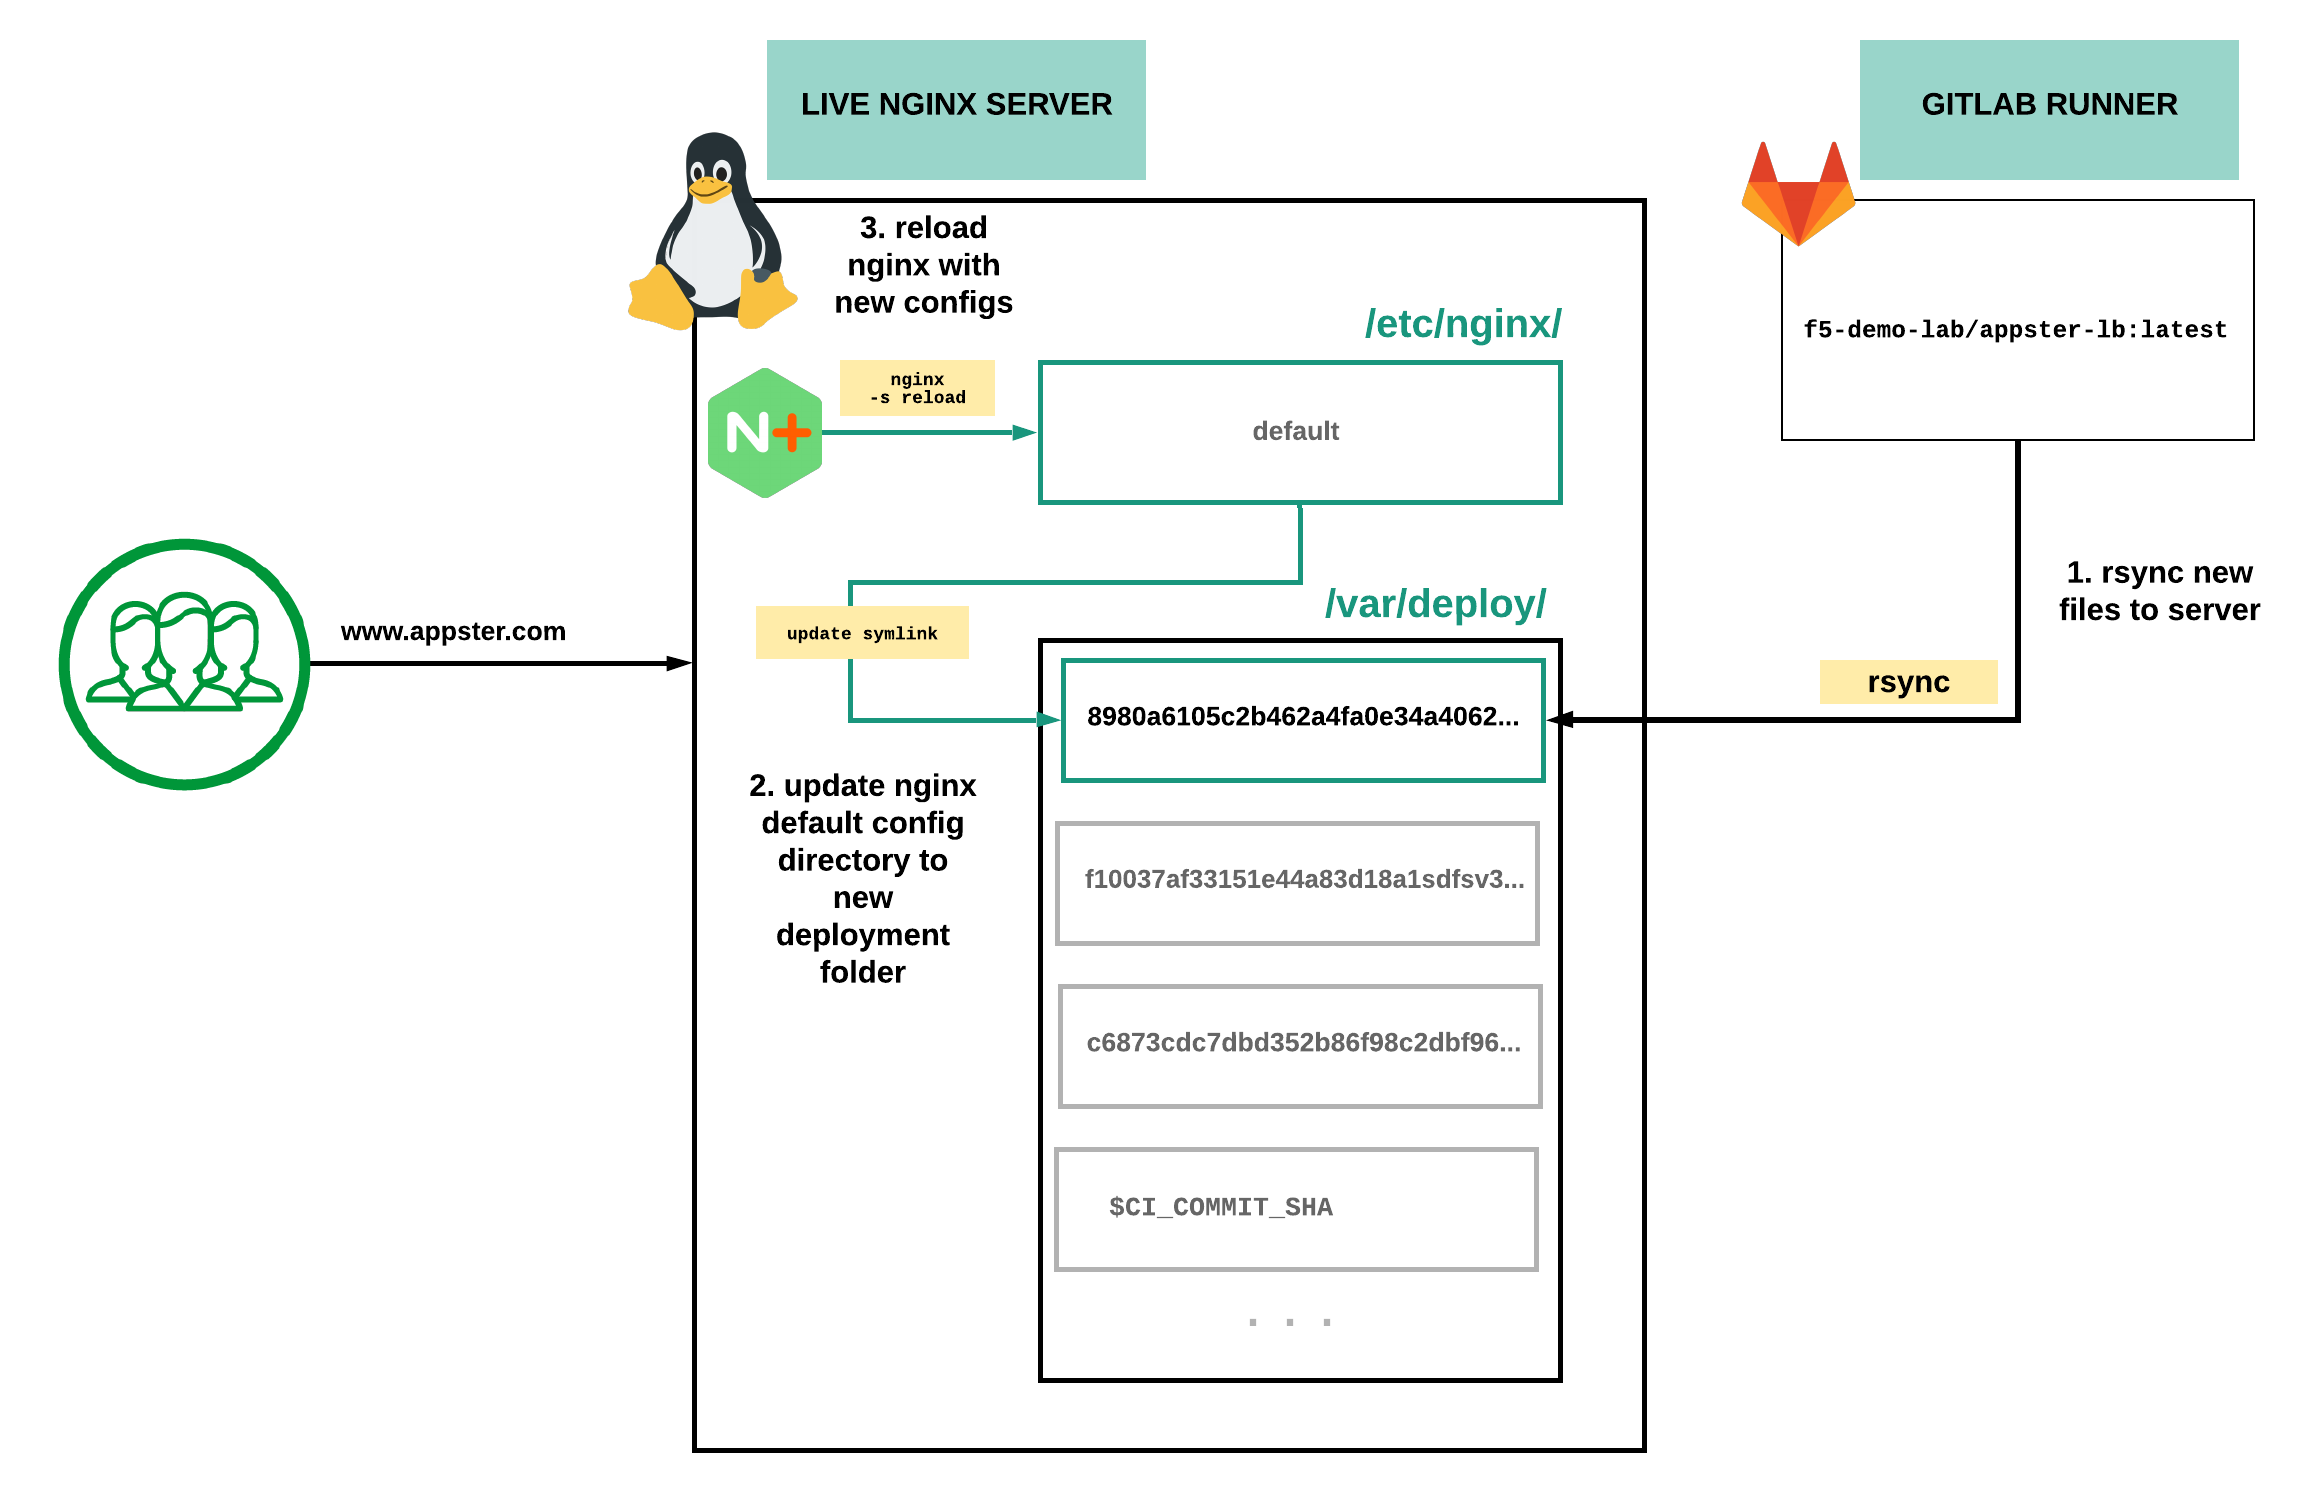 LIVE NGINX SERVER
GITLAB RUNNER
3. reload
nginx with
new configs
/etc/nginx/
f5-demo-lab/appster-lb:latest
nginx
-s reload
N+
default
1. rsync new
files to server
/var/deploy/
www.appster.com
update symlink
rsync
8980a6105c2b462a4fa0e34a4062...
2. update nginx
default config
directory to
new
deployment
folder
f10037af33151e44a83d18a1sdfsv3...
c6873cdc7dbd352b86f98c2dbf96...
$CI_COMMIT_SHA
. . .